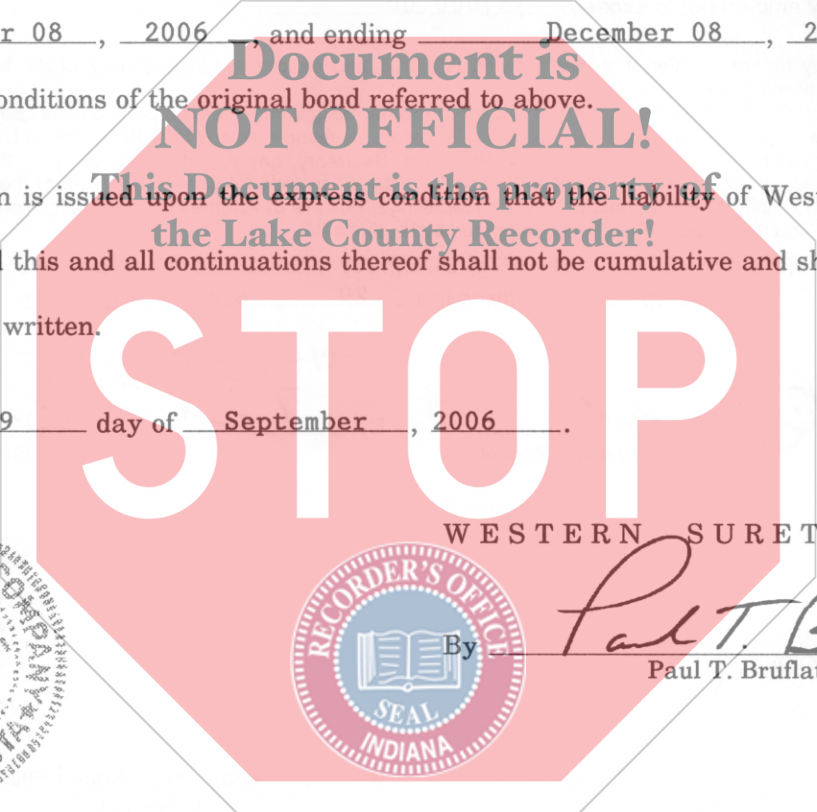 r 08 , 2006 , and ending December 08 , 2
Document is
onditions of the original bond referred to above.
NOT OFFICIAL!
This Document is the property of
n is issued upon the express condition that the liability of Wes
the Lake County Recorder!
this and all continuations thereof shall not be cumulative and sh
written.
STOP
9 day of September , 2006 .
WESTERN SURET
RECORDER'S OFFICE
SEAL
INDIANA
COMPANY
By Paul T. B
Paul T. Bruflat